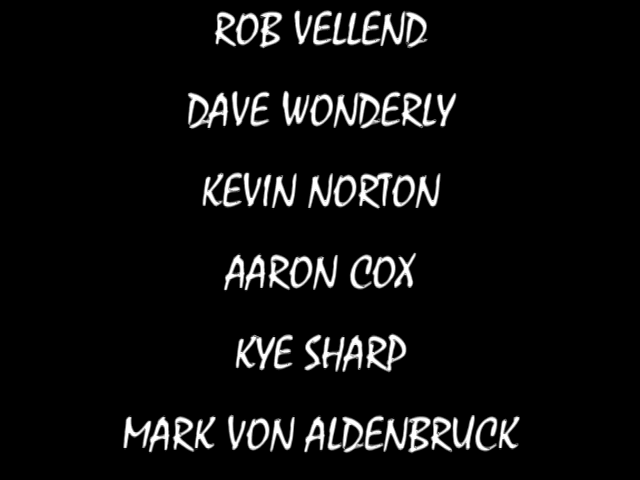 ROB VELLEND
DAVE WONDERLY
KEVIN NORTON
AARON COX
KYE SHARP
MARK VON ALDENBRUCK